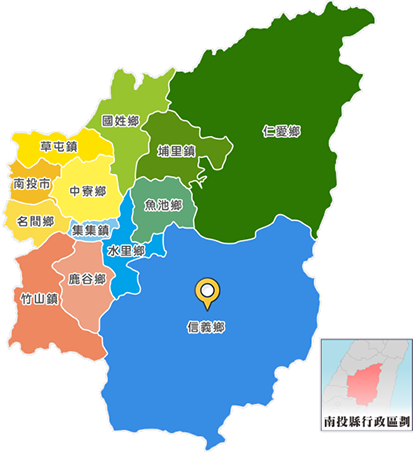 國姓鄉
仁愛鄉
草屯鎮
埔里鎮
南投市
中寮鄉
魚池鄉
名間鄉
集集鎮
水里鄉
鹿谷鄉
竹山鎮
信義鄉
南投縣行政區劃